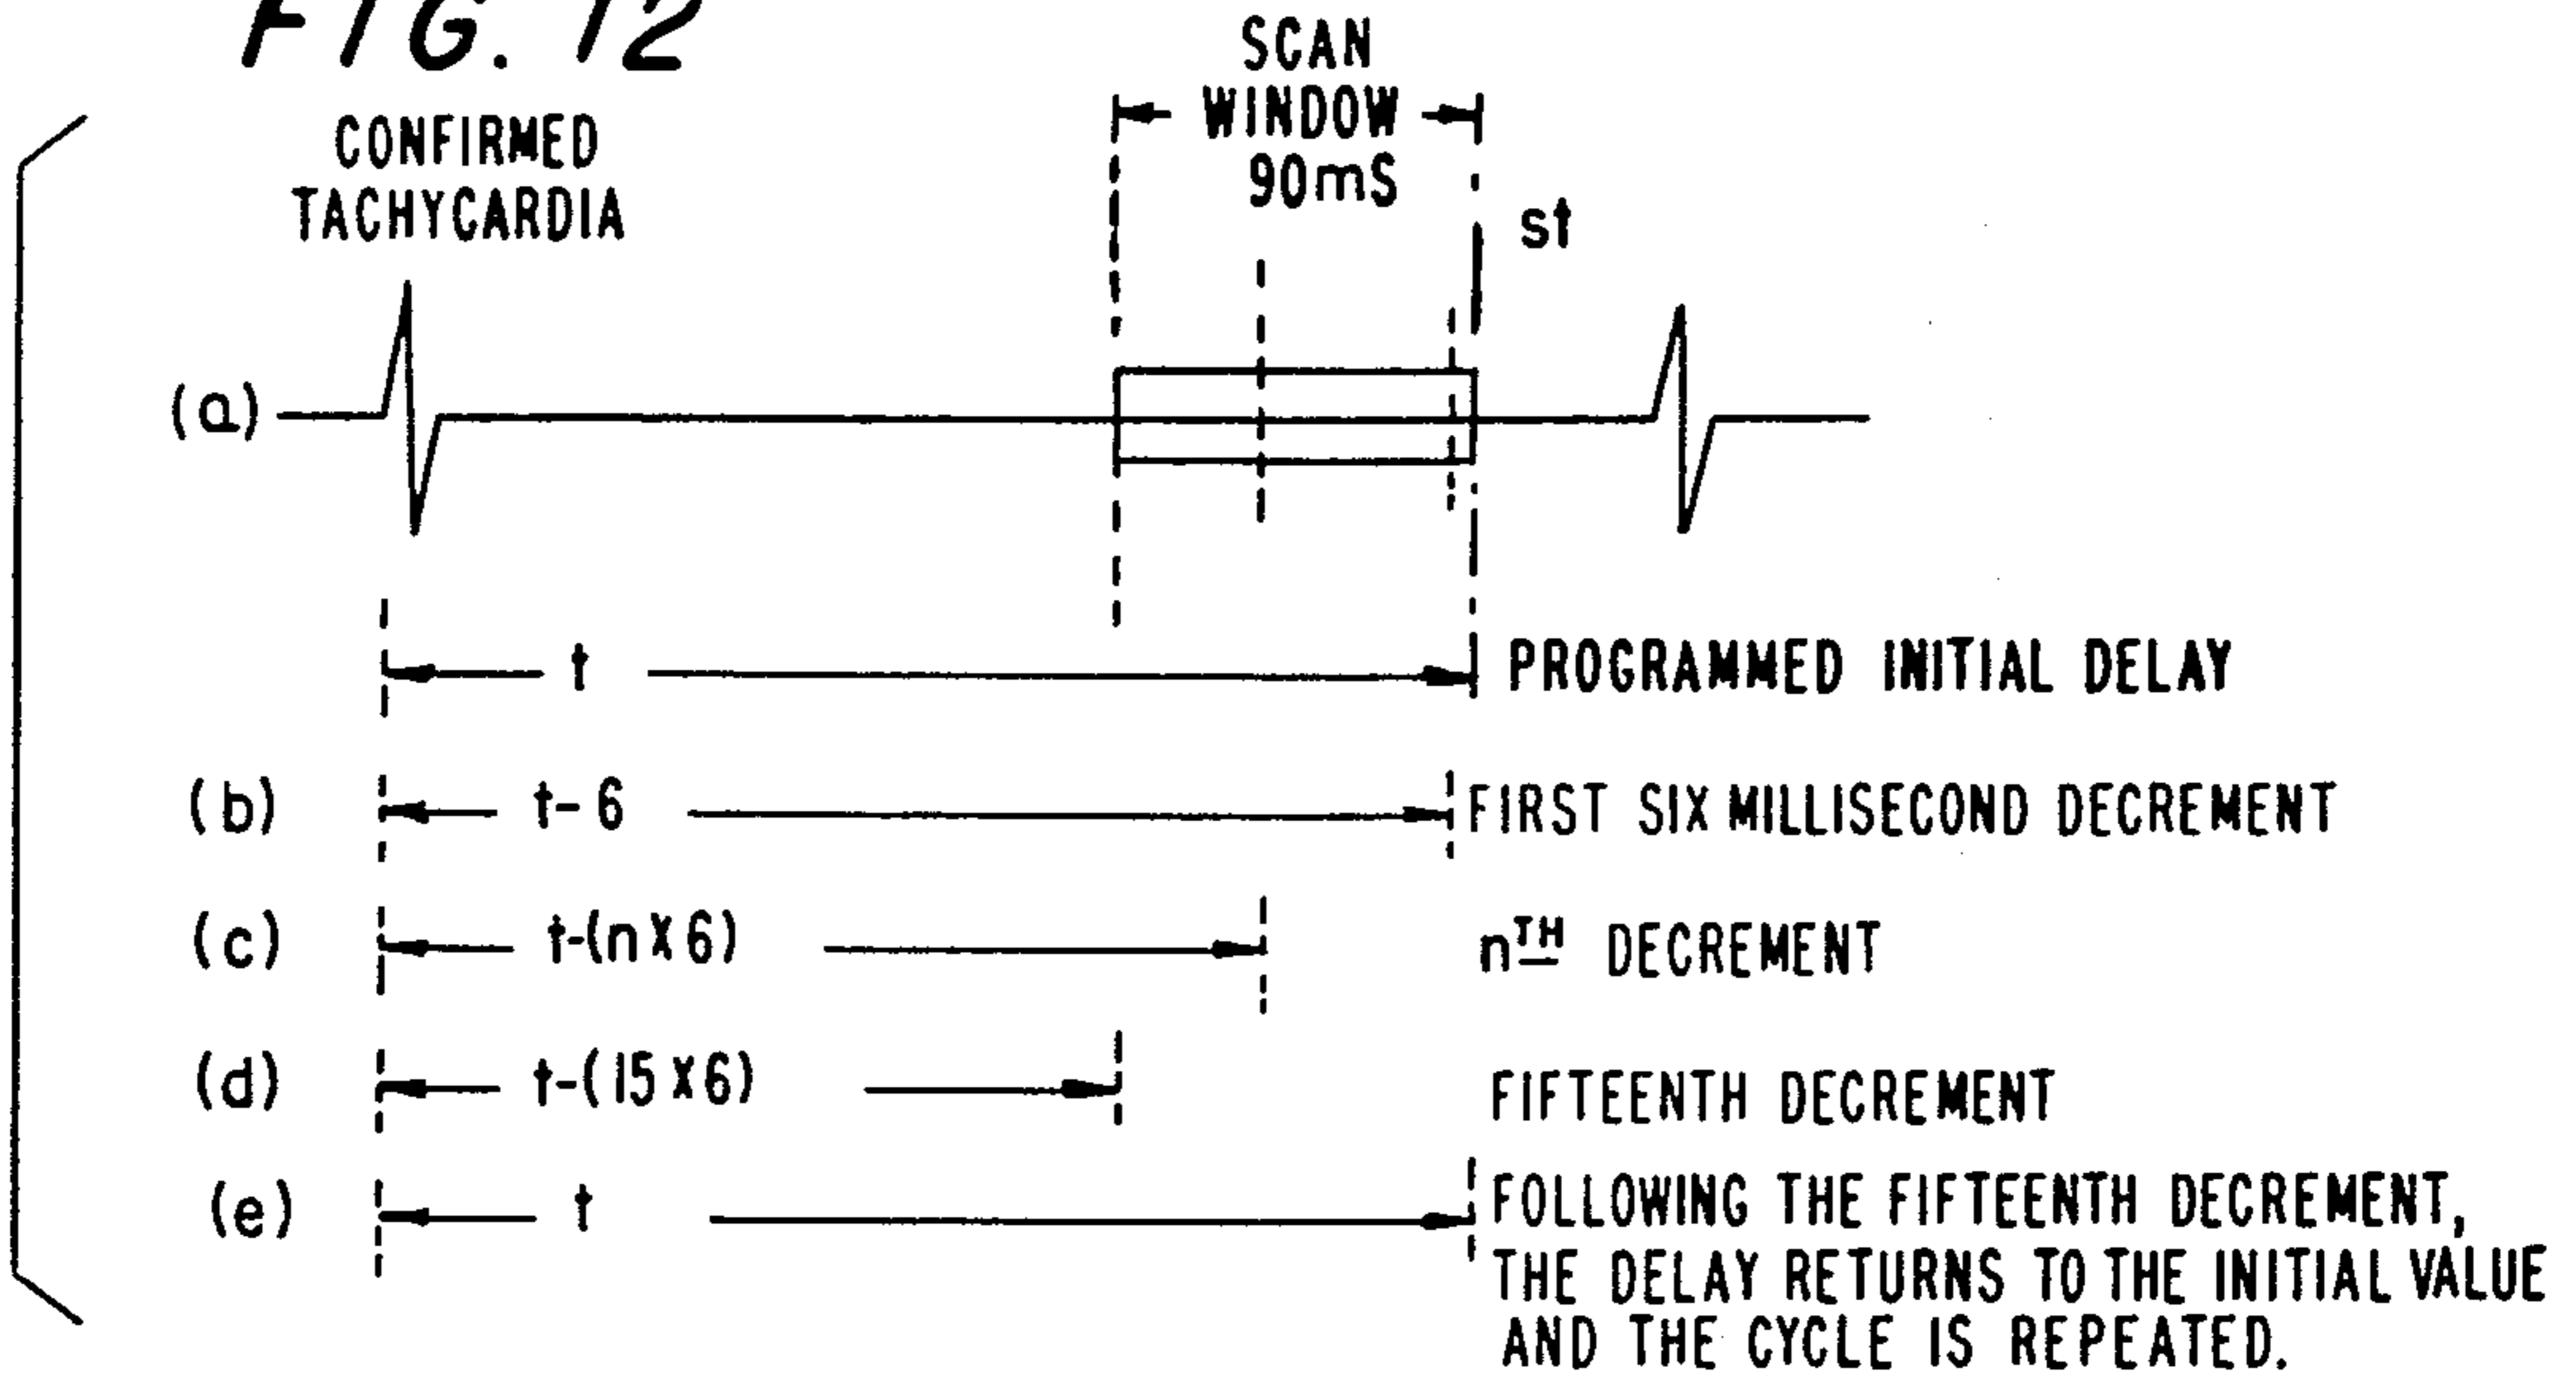 FIG. 12
SCAN
WINDOW
90mS
CONFIRMED
TACHYCARDIA
st
(a)
t
PROGRAMMED INITIAL DELAY
(b) t-6 FIRST SIX MILLISECOND DECREMENT
(c) t-(nX6) nTH DECREMENT
(d) t-(15X6) FIFTEENTH DECREMENT
(e) t FOLLOWING THE FIFTEENTH DECREMENT,
THE DELAY RETURNS TO THE INITIAL VALUE
AND THE CYCLE IS REPEATED.